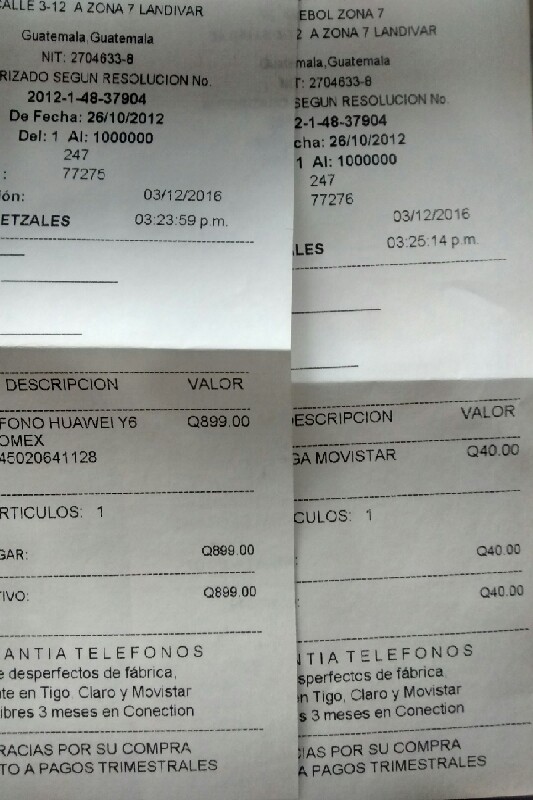 CALLE 3-12 A ZONA 7 LANDIVAR
Guatemala,Guatemala
NIT: 2704633-8
RIZADO SEGUN RESOLUCION No.
2012-1-48-37904
De Fecha: 26/10/2012
Del: 1 Al: 1000000
247
: 77275
ón: 03/12/2016
ETZALES 03:23:59 p.m.
DESCRIPCION VALOR
FONO HUAWEI Y6 Q899.00
OMEX
45020641128
RTICULOS: 1
GAR: Q899.00
TIVO: Q899.00
ANTIA TELEFONOS
e desperfectos de fábrica,
te en Tigo, Claro y Movistar
ibres 3 meses en Conection
RACIAS POR SU COMPRA
TO A PAGOS TRIMESTRALES
EBOL ZONA 7
2 A ZONA 7 LANDIVAR
mala,Guatemala
T: 2704633-8
SEGUN RESOLUCION No.
2-1-48-37904
cha: 26/10/2012
1 Al: 1000000
247
77276
03/12/2016
LES 03:25:14 p.m.
ESCRIPCION VALOR
GA MOVISTAR Q40.00
CULOS: 1
: Q40.00
: Q40.00
NTIA TELEFONOS
sperfectos de fábrica,
n Tigo, Claro y Movistar
s 3 meses en Conection
IAS POR SU COMPRA
A PAGOS TRIMESTRALES